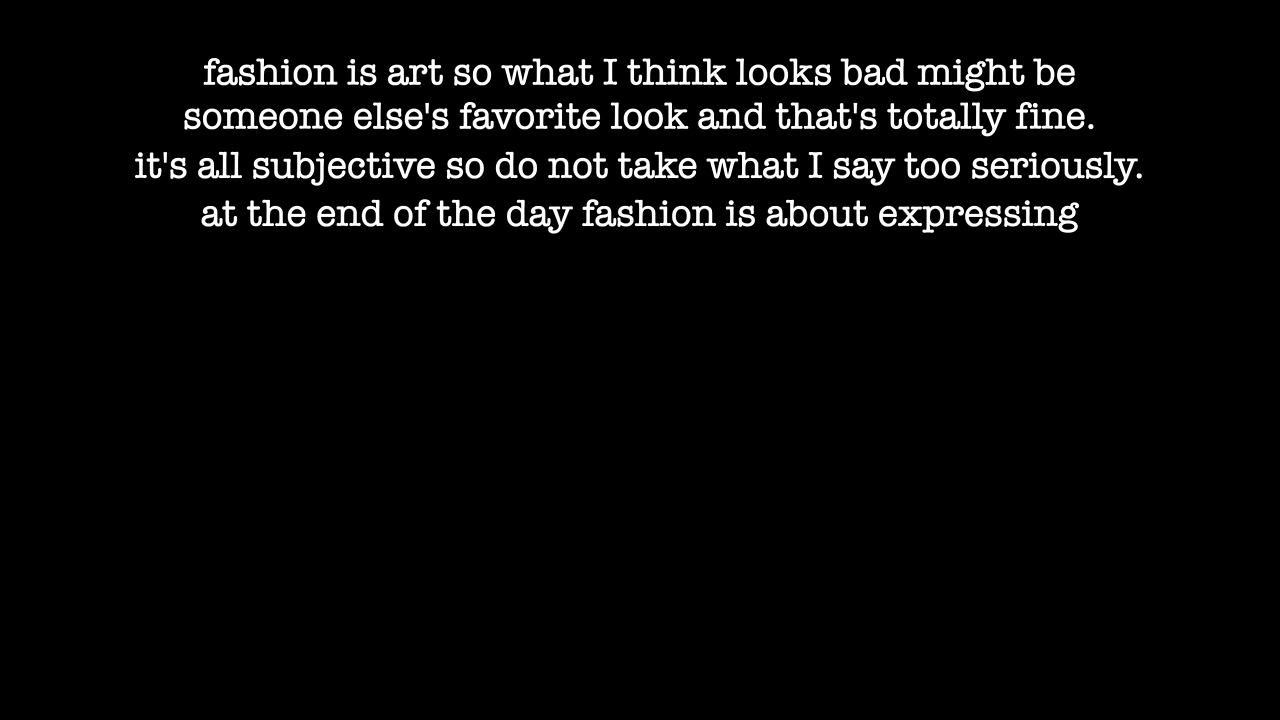 fashion is art so what I think looks bad might be
someone else's favorite look and that's totally fine.
it's all subjective so do not take what I say too seriously.
at the end of the day fashion is about expressing